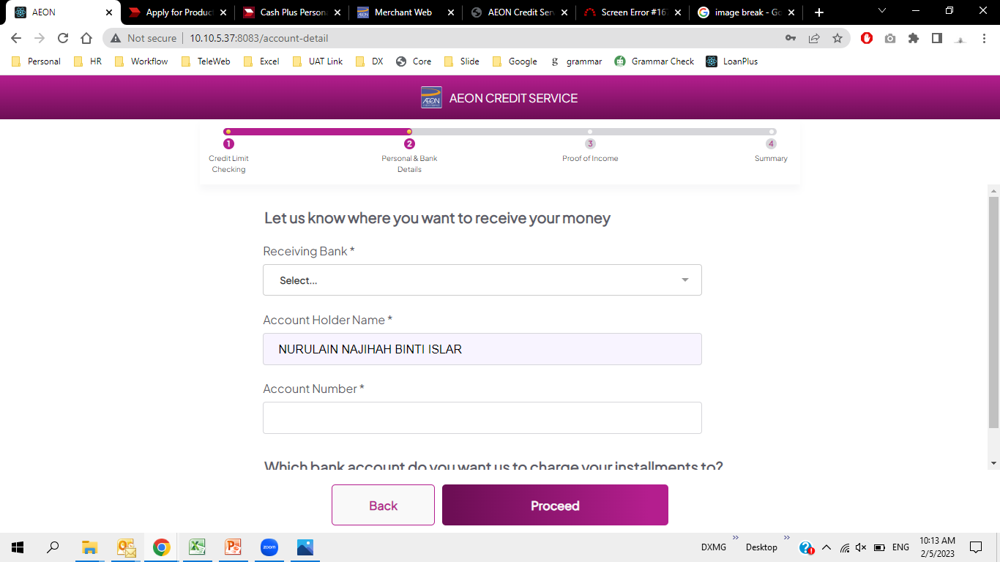 AEON
Apply for Product
Cash Plus Persona
Merchant Web
AEON Credit Serv
Screen Error #167
image break - Go
Not secure
10.10.5.37:8083/account-detail
Personal
HR
Workflow
TeleWeb
Excel
UAT Link
DX
Core
Slide
Google
g grammar
Grammar Check
LoanPlus
AEON CREDIT SERVICE
1
2
3
4
Credit Limit
Checking
Personal & Bank
Details
Proof of Income
Summary
Let us know where you want to receive your money
Receiving Bank *
Select...
Account Holder Name *
NURULAIN NAJIHAH BINTI ISLAR
Account Number *
Which bank account do you want us to charge your installments to?
Back
Proceed
zoom
DXMG
Desktop
ENG
10:13 AM
2/5/2023